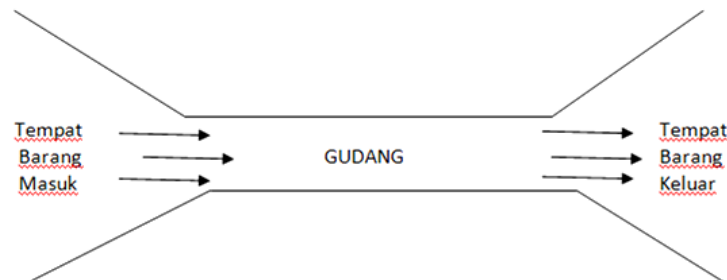 Tempat
Barang
Masuk
GUDANG
Tempat
Barang
Keluar